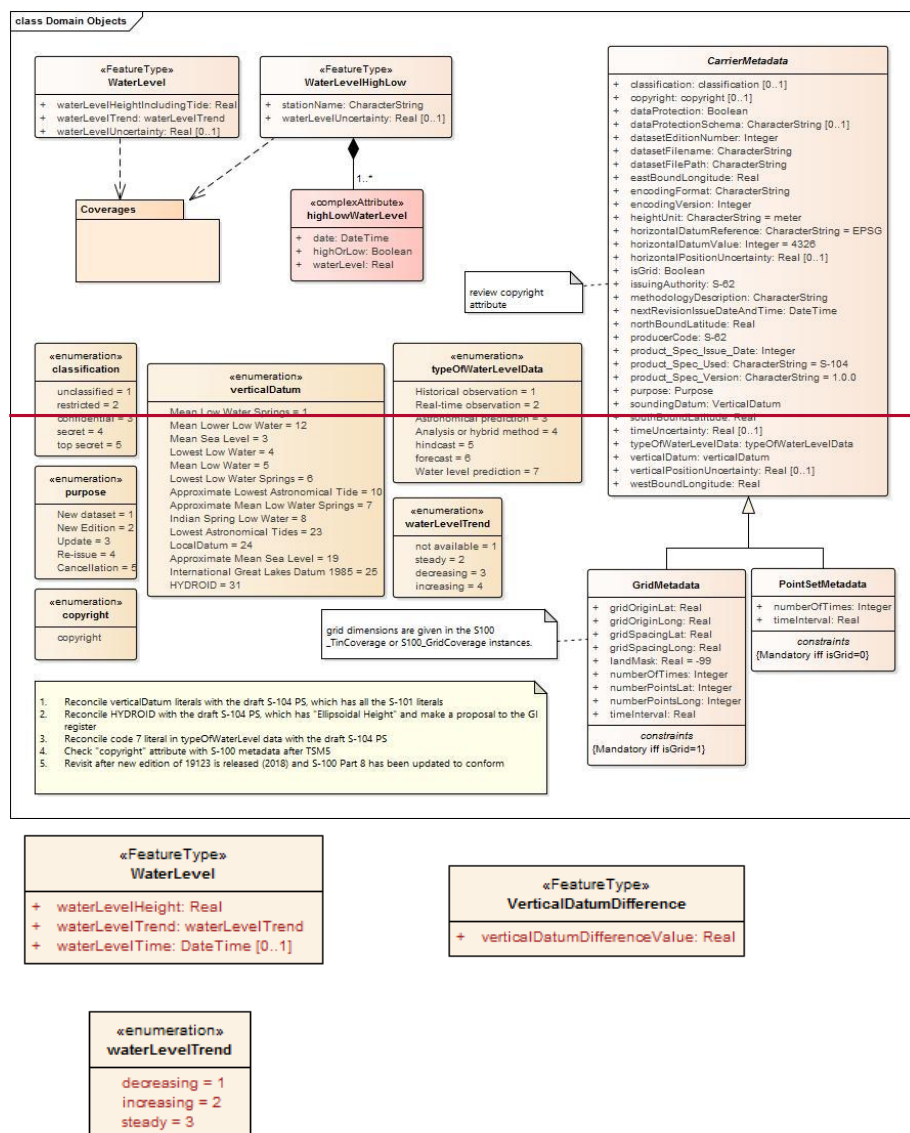 class Domain Objects
«FeatureType»
WaterLevel
+ waterLevelHeightIncludingTide: Real
+ waterLevelTrend: waterLevelTrend
+ waterLevelUncertainty: Real [0..1]
«FeatureType»
WaterLevelHighLow
+ stationName: CharacterString
+ waterLevelUncertainty: Real [0..1]
Coverages
1..*
«complexAttribute»
highLowWaterLevel
+ date: DateTime
+ highOrLow: Boolean
+ waterLevel: Real
CarrierMetadata
+ classification: classification [0..1]
+ copyright: copyright [0..1]
+ dataProtection: Boolean
+ dataProtectionSchema: CharacterString [0..1]
+ datasetEditionNumber: Integer
+ datasetFilename: CharacterString
+ datasetFilePath: CharacterString
+ eastBoundLongitude: Real
+ encodingFormat: CharacterString
+ encodingVersion: Integer
+ heightUnit: CharacterString = meter
+ horizontalDatumReference: CharacterString = EPSG
+ horizontalDatumValue: Integer = 4326
+ horizontalPositionUncertainty: Real [0..1]
+ isGrid: Boolean
+ issuingAuthority: S-62
+ methodologyDescription: CharacterString
+ nextRevisionIssueDateAndTime: DateTime
+ northBoundLatitude: Real
+ producerCode: S-62
+ product_Spec_Issue_Date: Integer
+ product_Spec_Used: CharacterString = S-104
+ product_Spec_Version: CharacterString = 1.0.0
+ purpose: Purpose
+ soundingDatum: VerticalDatum
+ southBoundLatitude: Real
+ timeUncertainty: Real [0..1]
+ typeOfWaterLevelData: typeOfWaterLevelData
+ verticalDatum: verticalDatum
+ verticalPositionUncertainty: Real [0..1]
+ westBoundLongitude: Real
review copyright
attribute
«enumeration»
classification
unclassified = 1
restricted = 2
confidential = 3
secret = 4
top secret = 5
«enumeration»
verticalDatum
Mean Low Water Springs = 1
Mean Lower Low Water = 12
Mean Sea Level = 3
Lowest Low Water = 4
Mean Low Water = 5
Lowest Low Water Springs = 6
Approximate Lowest Astronomical Tide = 10
Approximate Mean Low Water Springs = 7
Indian Spring Low Water = 8
Lowest Astronomical Tides = 23
LocalDatum = 24
Approximate Mean Sea Level = 19
International Great Lakes Datum 1985 = 25
HYDROID = 31
«enumeration»
typeOfWaterLevelData
Historical observation = 1
Real-time observation = 2
Astronomical prediction = 3
Analysis or hybrid method = 4
hindcast = 5
forecast = 6
Water level prediction = 7
«enumeration»
purpose
New dataset = 1
New Edition = 2
Update = 3
Re-issue = 4
Cancellation = 5
«enumeration»
waterLevelTrend
not available = 1
steady = 2
decreasing = 3
increasing = 4
«enumeration»
copyright
copyright
grid dimensions are given in the S100
_TinCoverage or S100_GridCoverage instances.
GridMetadata
+ gridOriginLat: Real
+ gridOriginLong: Real
+ gridSpacingLat: Real
+ gridSpacingLong: Real
+ landMask: Real = -99
+ numberOfTimes: Integer
+ numberPointsLat: Integer
+ numberPointsLong: Integer
+ timeInterval: Real
constraints
{Mandatory iff isGrid=1}
PointSetMetadata
+ numberOfTimes: Integer
+ timeInterval: Real
constraints
{Mandatory iff isGrid=0}
1. Reconcile verticalDatum literals with the draft S-104 PS, which has all the S-101 literals
2. Reconcile HYDROID with the draft S-104 PS, which has "Ellipsoidal Height" and make a proposal to the GI
register
3. Reconcile code 7 literal in typeOfWaterLevel data with the draft S-104 PS
4. Check "copyright" attribute with S-100 metadata after TSM5
5. Revisit after new edition of 19123 is released (2018) and S-100 Part 8 has been updated to conform
«FeatureType»
WaterLevel
+ waterLevelHeight: Real
+ waterLevelTrend: waterLevelTrend
+ waterLevelTime: DateTime [0..1]
«FeatureType»
VerticalDatumDifference
+ verticalDatumDifferenceValue: Real
«enumeration»
waterLevelTrend
decreasing = 1
increasing = 2
steady = 3